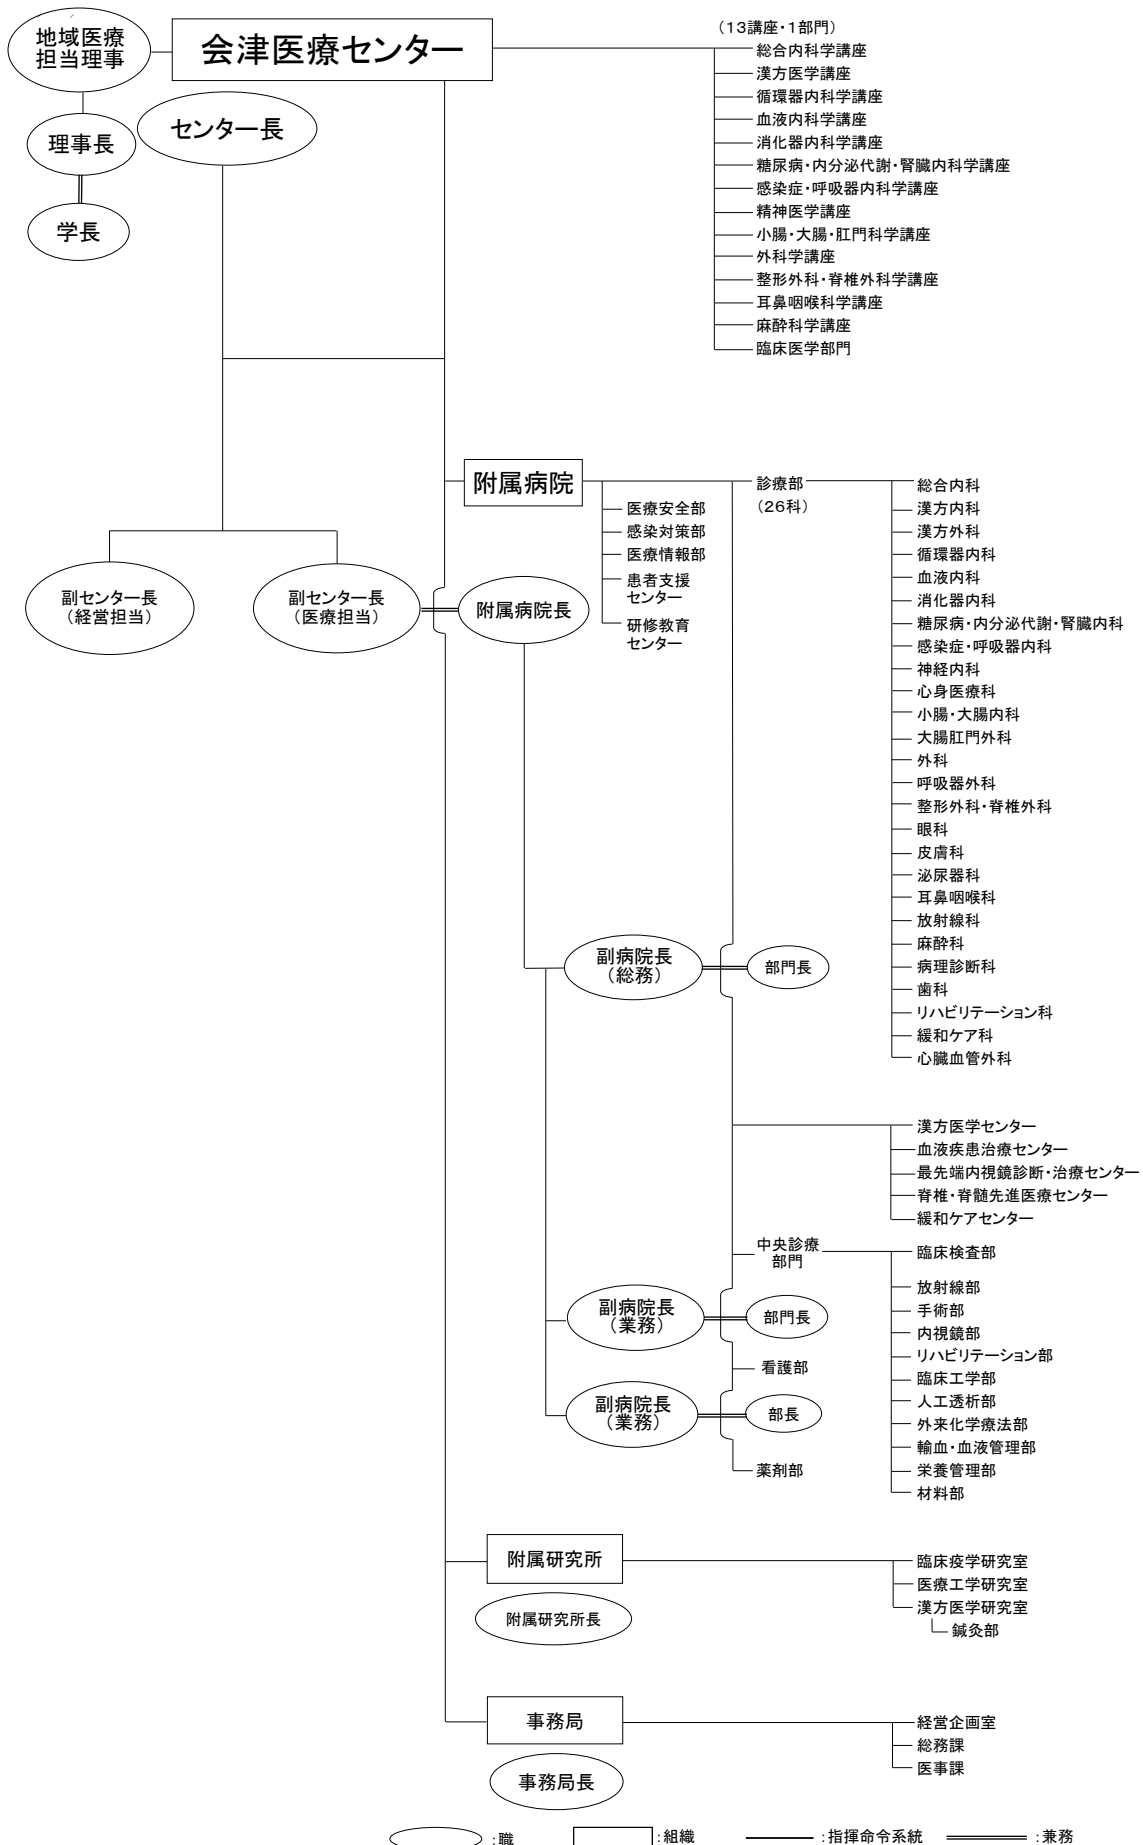 地域医療
担当理事
会津医療センター
理事長
学長
センター長
(13講座・1部門)
総合内科学講座
漢方医学講座
循環器内科学講座
血液内科学講座
消化器内科学講座
糖尿病・内分泌代謝・腎臓内科学講座
感染症・呼吸器内科学講座
精神医学講座
小腸・大腸・肛門科学講座
外科学講座
整形外科・脊椎外科学講座
耳鼻咽喉科学講座
麻酔科学講座
臨床医学部門
副センター長
(経営担当)
副センター長
(医療担当)
附属病院
附属病院長
医療安全部
感染対策部
医療情報部
患者支援
センター
研修教育
センター
診療部
(26科)
総合内科
漢方内科
漢方外科
循環器内科
血液内科
消化器内科
糖尿病・内分泌代謝・腎臓内科
感染症・呼吸器内科
神経内科
心身医療科
小腸・大腸内科
大腸肛門外科
外科
呼吸器外科
整形外科・脊椎外科
眼科
皮膚科
泌尿器科
耳鼻咽喉科
放射線科
麻酔科
病理診断科
歯科
リハビリテーション科
緩和ケア科
心臓血管外科
副病院長
(総務)
部門長
漢方医学センター
血液疾患治療センター
最先端内視鏡診断・治療センター
脊椎・脊髄先進医療センター
緩和ケアセンター
中央診療
部門
臨床検査部
放射線部
手術部
内視鏡部
リハビリテーション部
臨床工学部
人工透析部
外来化学療法部
輸血・血液管理部
栄養管理部
材料部
副病院長
(業務)
部門長
看護部
副病院長
(業務)
部長
薬剤部
附属研究所
附属研究所長
臨床疫学研究室
医療工学研究室
漢方医学研究室
鍼灸部
事務局
事務局長
経営企画室
総務課
医事課
:職
:組織
:指揮命令系統
:兼務